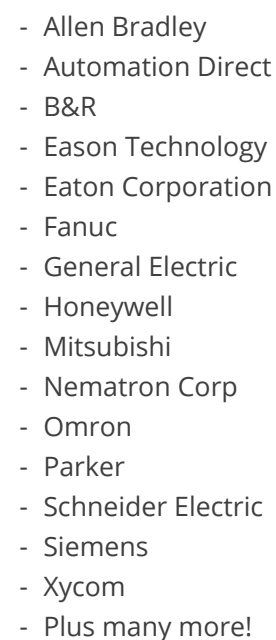 - Allen Bradley
- Automation Direct
- B&R
- Eason Technology
- Eaton Corporation
- Fanuc
- General Electric
- Honeywell
- Mitsubishi
- Nematron Corp
- Omron
- Parker
- Schneider Electric
- Siemens
- Xycom
- Plus many more!